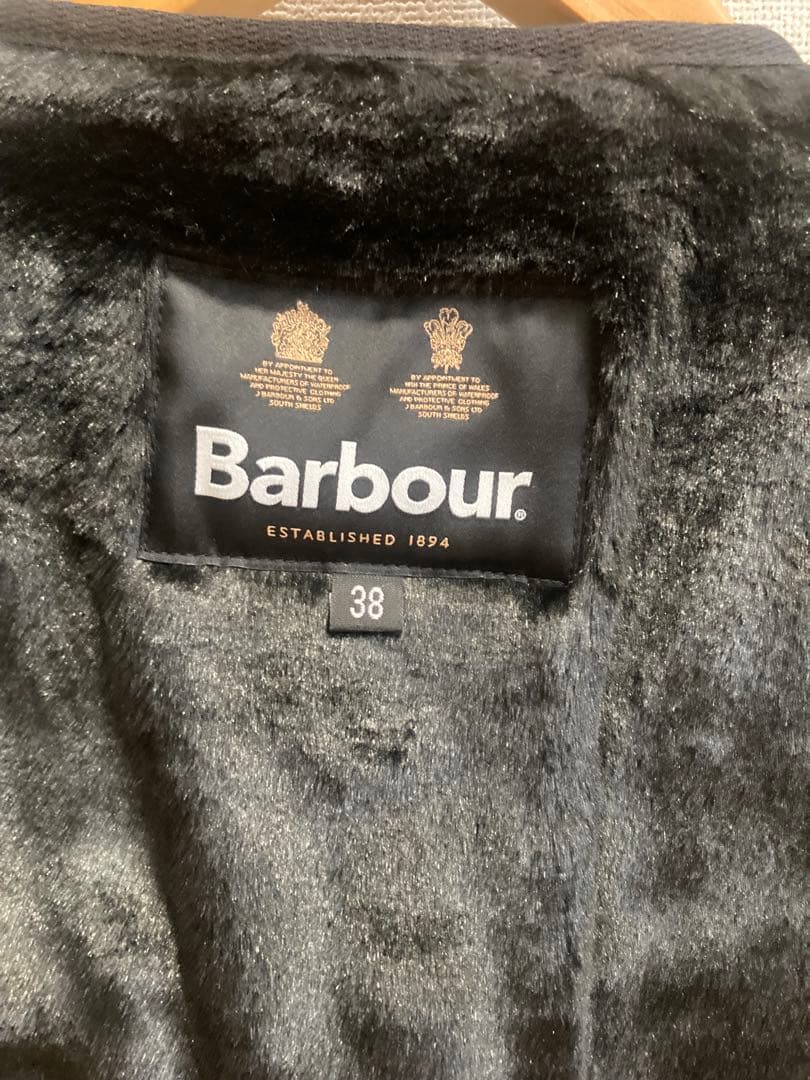 BY APPOINTMENT TO
HER MAJESTY THE QUEEN
MANUFACTURERS OF WATERPROOF
AND PROTECTIVE CLOTHING
J BARBOUR & SONS LTD
SOUTH SHIELDS
BY APPOINTMENT TO
HRH THE PRINCE OF WALES
MANUFACTURERS OF WATERPROOF
AND PROTECTIVE CLOTHING
J BARBOUR & SONS LTD
SOUTH SHIELDS
Barbour®
ESTABLISHED 1894
38